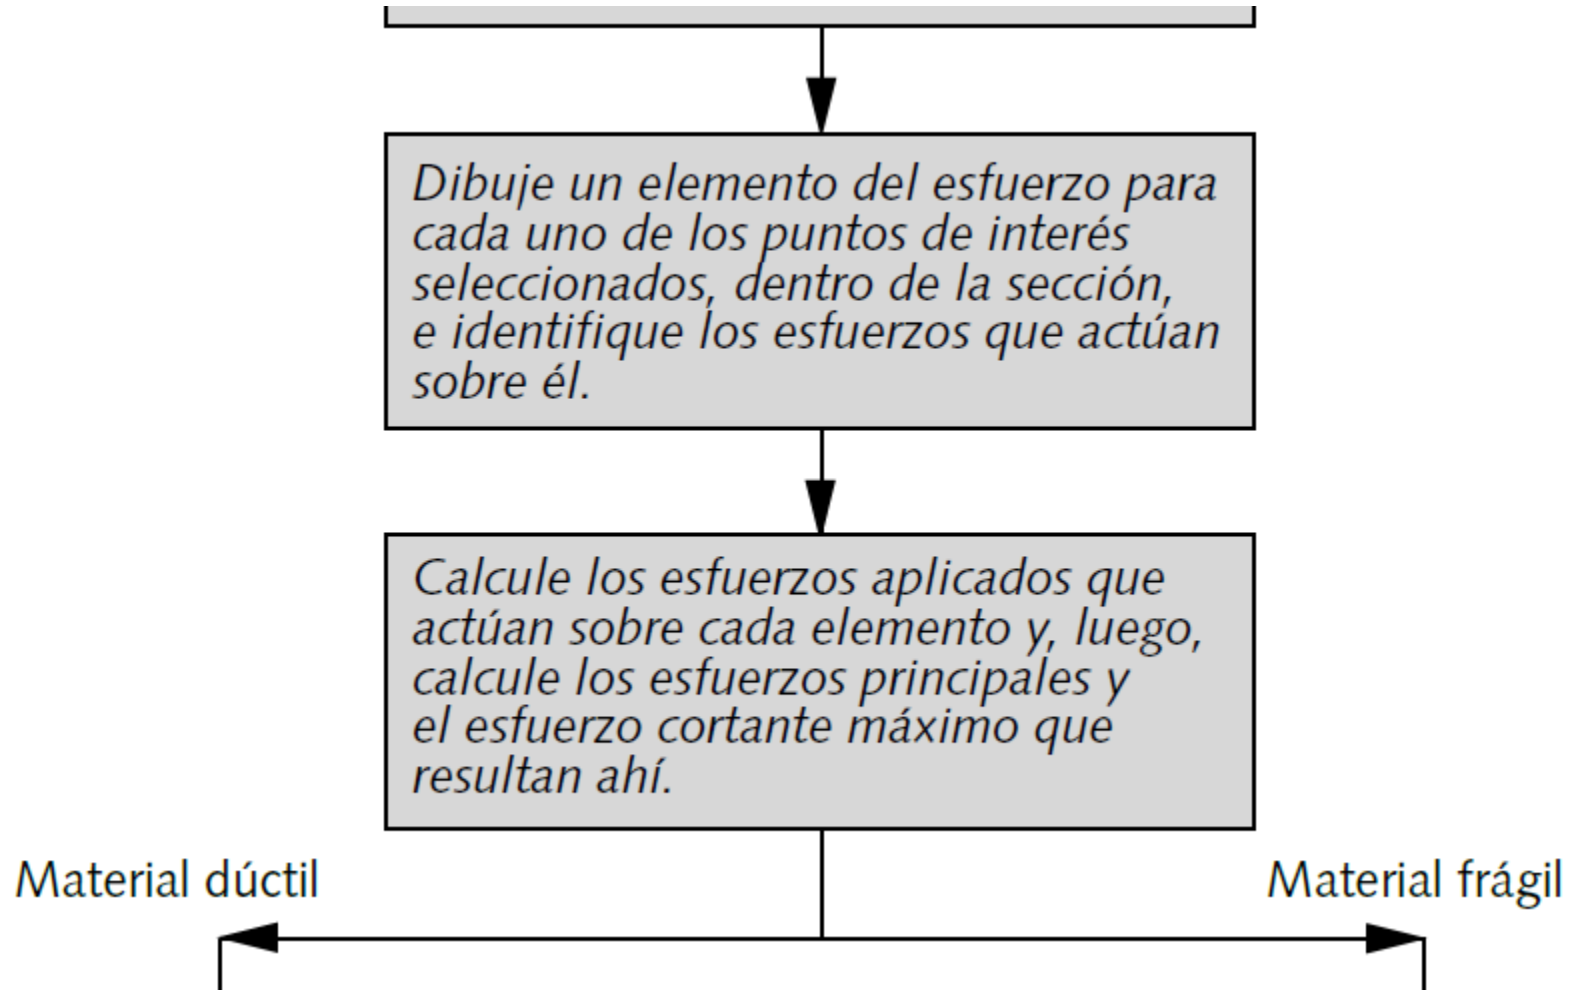 Dibuje un elemento del esfuerzo para
cada uno de los puntos de interés
seleccionados, dentro de la sección,
e identifique los esfuerzos que actúan
sobre él.
Calcule los esfuerzos aplicados que
actúan sobre cada elemento y, luego,
calcule los esfuerzos principales y
el esfuerzo cortante máximo que
resultan ahí.
Material dúctil
Material frágil